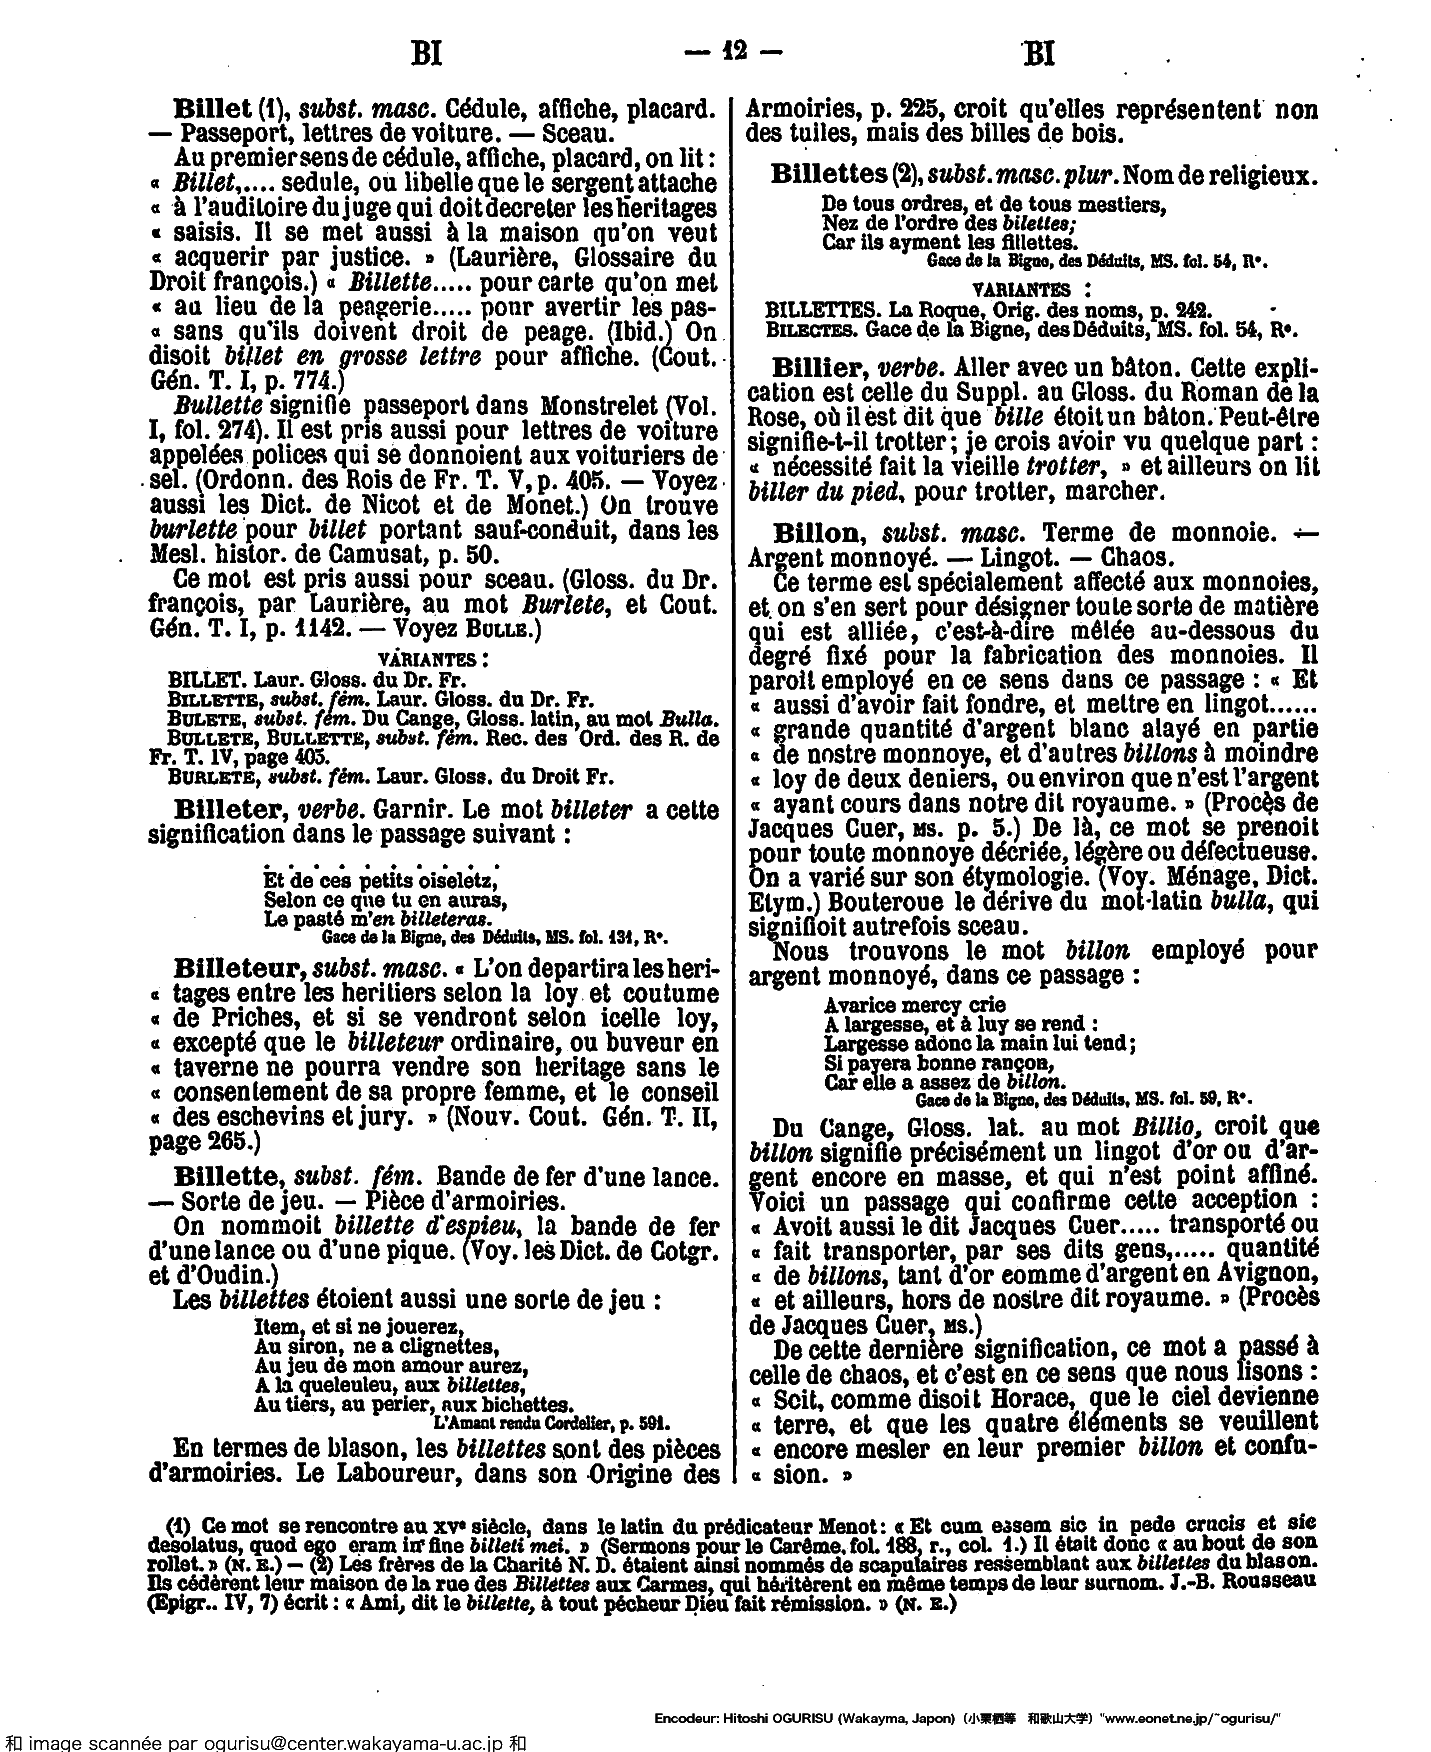 BI — 12 — BI
Billet (1), subst. masc. Cédule, affiche, placard.
— Passeport, lettres de voiture. — Sceau.
Au premier sens de cédule, affiche, placard, on lit :
« Billet,.... sedule, ou libelle que le sergent attache
« à l'auditoire du juge qui doit decreter les heritages
« saisis. Il se met aussi à la maison qu'on veut
« acquerir par justice. » (Laurière, Glossaire du
Droit françois.) « Billette..... pour carte qu'on met
« au lieu de la peagerie..... pour avertir les pas-
« sans qu'ils doivent droit de peage. (Ibid.) On
disoit billet en grosse lettre pour affiche. (Cout.
Gén. T. I, p. 774.)
Bullette signifie passeport dans Monstrelet (Vol.
I, fol. 274). Il est pris aussi pour lettres de voiture
appelées polices qui se donnoient aux voituriers de
sel. (Ordonn. des Rois de Fr. T. V, p. 405. — Voyez
aussi les Dict. de Nicot et de Monet.) On trouve
burlette pour billet portant sauf-conduit, dans les
Mesl. histor. de Camusat, p. 50.
Ce mot est pris aussi pour sceau. (Gloss. du Dr.
françois, par Laurière, au mot Burlete, et Cout.
Gén. T. I, p. 1142. — Voyez BULLE.)
VARIANTES :
BILLET. Laur. Gloss. du Dr. Fr.
BILLETTE, subst. fém. Laur. Gloss. du Dr. Fr.
BULETE, subst. fém. Du Cange, Gloss. latin, au mot Bulla.
BULLETE, BULLETTE, subst. fém. Rec. des Ord. des R. de
Fr. T. IV, page 405.
BURLETE, subst. fém. Laur. Gloss. du Droit Fr.
Billeter, verbe. Garnir. Le mot billeter a cette
signification dans le passage suivant :
. . . . . . . . . .
Et de ces petits oiseletz,
Selon ce que tu en auras,
Le pasté m'en billeteras.
Gace de la Bigne, des Déduits, MS. fol. 131, R°.
Billeteur, subst. masc. « L'on departira les heri-
« tages entre les heritiers selon la loy et coutume
« de Priches, et si se vendront selon icelle loy,
« excepté que le billeteur ordinaire, ou buveur en
« taverne ne pourra vendre son heritage sans le
« consentement de sa propre femme, et le conseil
« des eschevins et jury. » (Nouv. Cout. Gén. T. II,
page 265.)
Billette, subst. fém. Bande de fer d'une lance.
— Sorte de jeu. — Pièce d'armoiries.
On nommoit billette d'espieu, la bande de fer
d'une lance ou d'une pique. (Voy. les Dict. de Cotgr.
et d'Oudin.)
Les billettes étoient aussi une sorte de jeu :
Item, et si ne jouerez,
Au siron, ne a clignettes,
Au jeu de mon amour aurez,
A la queleuleu, aux billettes,
Au tiers, au perier, aux bichettes.
L'Amant rendu Cordelier, p. 591.
En termes de blason, les billettes sont des pièces
d'armoiries. Le Laboureur, dans son Origine des
Armoiries, p. 225, croit qu'elles représentent non
des tuiles, mais des billes de bois.
Billettes (2), subst. masc. plur. Nom de religieux.
De tous ordres, et de tous mestiers,
Nez de l'ordre des bilettes;
Car ils ayment les fillettes.
Gace de la Bigne, des Déduits, MS. fol. 54, R°.
VARIANTES :
BILLETTES. La Roque, Orig. des noms, p. 242.
BILECTES. Gace de la Bigne, des Déduits, MS. fol. 54, R°.
Billier, verbe. Aller avec un bâton. Cette expli-
cation est celle du Suppl. au Gloss. du Roman de la
Rose, où il est dit que bille étoit un bâton. Peut-être
signifie-t-il trotter ; je crois avoir vu quelque part :
« nécessité fait la vieille trotter, » et ailleurs on lit
biller du pied, pour trotter, marcher.
Billon, subst. masc. Terme de monnoie. —
Argent monnoyé. — Lingot. — Chaos.
Ce terme est spécialement affecté aux monnoies,
et on s'en sert pour désigner toute sorte de matière
qui est alliée, c'est-à-dire mêlée au-dessous du
degré fixé pour la fabrication des monnoies. Il
paroit employé en ce sens dans ce passage : « Et
« aussi d'avoir fait fondre, et mettre en lingot......
« grande quantité d'argent blanc alayé en partie
« de nostre monnoye, et d'autres billons à moindre
« loy de deux deniers, ou environ que n'est l'argent
« ayant cours dans notre dit royaume. » (Procès de
Jacques Cuer, MS. p. 5.) De là, ce mot se prenoit
pour toute monnoye décriée, légère ou défectueuse.
On a varié sur son étymologie. (Voy. Ménage, Dict.
Etym.) Bouteroue le dérive du mot latin bulla, qui
signifioit autrefois sceau.
Nous trouvons le mot billon employé pour
argent monnoyé, dans ce passage :
Avarice mercy crie
A largesse, et à luy se rend :
Largesse adonc la main lui tend ;
Si payera bonne rançon,
Car elle a assez de billon.
Gace de la Bigne, des Déduits, MS. fol. 59, R°.
Du Cange, Gloss. lat. au mot Billio, croit que
billon signifie précisément un lingot d'or ou d'ar-
gent encore en masse, et qui n'est point affiné.
Voici un passage qui confirme cette acception :
« Avoit aussi le dit Jacques Cuer..... transporté ou
« fait transporter, par ses dits gens,..... quantité
« de billons, tant d'or comme d'argent en Avignon,
« et ailleurs, hors de nostre dit royaume. » (Procès
de Jacques Cuer, MS.)
De cette dernière signification, ce mot a passé à
celle de chaos, et c'est en ce sens que nous lisons :
« Soit, comme disoit Horace, que le ciel devienne
« terre, et que les quatre éléments se veuillent
« encore mesler en leur premier billon et confu-
« sion. »
(1) Ce mot se rencontre au XVe siècle, dans le latin du prédicateur Menot : « Et cum essem sic in pede crucis et sic
desolatus, quod ego eram in fine billeti mei. » (Sermons pour le Carême, fol. 188, r., col. 1.) Il était donc « au bout de son
rollet. » (N. E.) — (2) Les frères de la Charité N. D. étaient ainsi nommés de scapulaires ressemblant aux billettes du blason.
Ils cédèrent leur maison de la rue des Billettes aux Carmes, qui héritèrent en même temps de leur surnom. J.-B. Rousseau
(Epigr.. IV, 7) écrit : « Ami, dit le billette, à tout pécheur Dieu fait rémission. » (N. E.)
Encodeur: Hitoshi OGURISU (Wakayma, Japon) (小栗栖等 和歌山大学) "www.eonet.ne.jp/~ogurisu/"
和 image scannée par ogurisu@center.wakayama-u.ac.jp 和